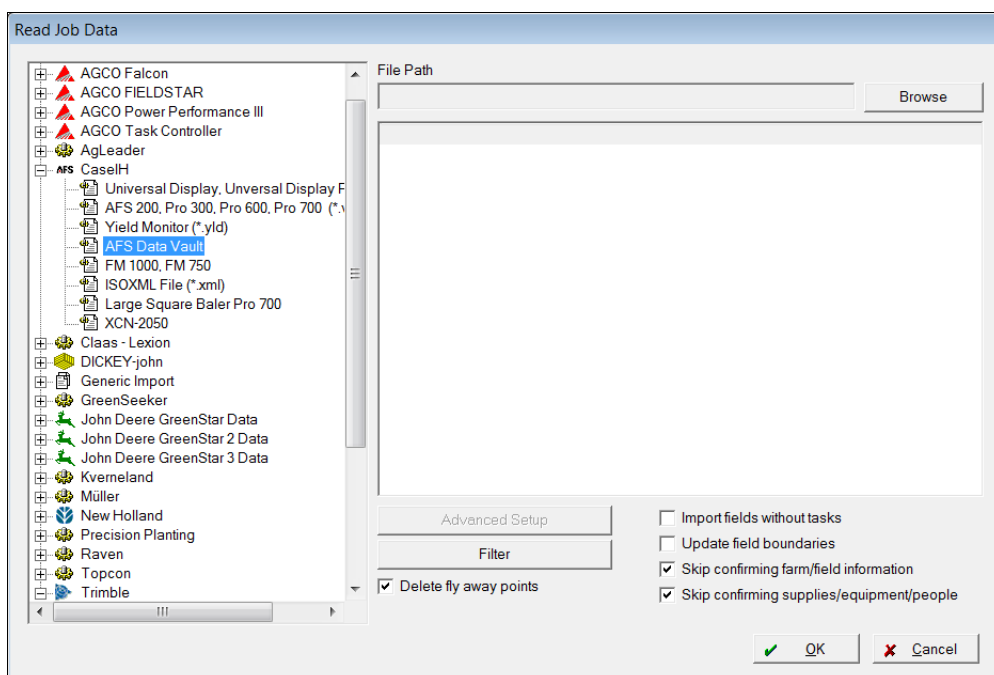 Read Job Data
AGCO Falcon
AGCO FIELDSTAR
AGCO Power Performance III
AGCO Task Controller
AgLeader
AFS CaseIH
Universal Display, Unversal Display F
AFS 200, Pro 300, Pro 600, Pro 700 (*.v
Yield Monitor (*.yld)
AFS Data Vault
FM 1000, FM 750
ISOXML File (*.xml)
Large Square Baler Pro 700
XCN-2050
Claas - Lexion
DICKEY-john
Generic Import
GreenSeeker
John Deere GreenStar Data
John Deere GreenStar 2 Data
John Deere GreenStar 3 Data
Kverneland
Müller
New Holland
Precision Planting
Raven
Topcon
Trimble
File Path
Browse
Advanced Setup
Filter
Delete fly away points
Import fields without tasks
Update field boundaries
Skip confirming farm/field information
Skip confirming supplies/equipment/people
OK
Cancel